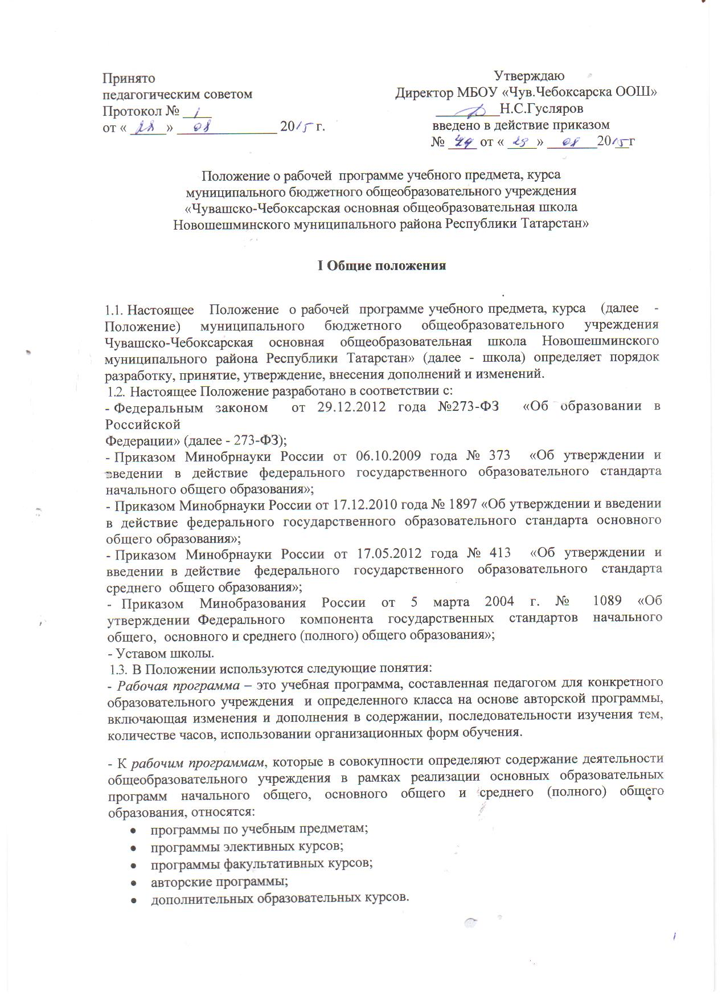 Принято
педагогическим советом
Протокол № 1
от « 28 » 08 2015 г.
Утверждаю
Директор МБОУ «Чув.Чебоксарска ООШ»
Н.С.Гусляров
введено в действие приказом
№ от « 29 » 08 2015 г
Положение о рабочей программе учебного предмета, курса
муниципального бюджетного общеобразовательного учреждения
«Чувашско-Чебоксарская основная общеобразовательная школа
Новошешминского муниципального района Республики Татарстан»
I Общие положения
1.1. Настоящее Положение о рабочей программе учебного предмета, курса (далее -
Положение) муниципального бюджетного общеобразовательного учреждения
Чувашско-Чебоксарская основная общеобразовательная школа Новошешминского
муниципального района Республики Татарстан» (далее - школа) определяет порядок
разработку, принятие, утверждение, внесения дополнений и изменений.
1.2. Настоящее Положение разработано в соответствии с:
- Федеральным законом от 29.12.2012 года №273-ФЗ «Об образовании в
Российской
Федерации» (далее - 273-ФЗ);
- Приказом Минобрнауки России от 06.10.2009 года № 373 «Об утверждении и
введении в действие федерального государственного образовательного стандарта
начального общего образования»;
- Приказом Минобрнауки России от 17.12.2010 года № 1897 «Об утверждении и введении
в действие федерального государственного образовательного стандарта основного
общего образования»;
- Приказом Минобрнауки России от 17.05.2012 года № 413 «Об утверждении и
введении в действие федерального государственного образовательного стандарта
среднего общего образования»;
- Приказом Минобразования России от 5 марта 2004 г. № 1089 «Об
утверждении Федерального компонента государственных стандартов начального
общего, основного и среднего (полного) общего образования»;
- Уставом школы.
1.3. В Положении используются следующие понятия:
- Рабочая программа – это учебная программа, составленная педагогом для конкретного
образовательного учреждения и определенного класса на основе авторской программы,
включающая изменения и дополнения в содержании, последовательности изучения тем,
количестве часов, использовании организационных форм обучения.
- К рабочим программам, которые в совокупности определяют содержание деятельности
общеобразовательного учреждения в рамках реализации основных образовательных
программ начального общего, основного общего и среднего (полного) общего
образования, относятся:
• программы по учебным предметам;
• программы элективных курсов;
• программы факультативных курсов;
• авторские программы;
• дополнительных образовательных курсов.
1